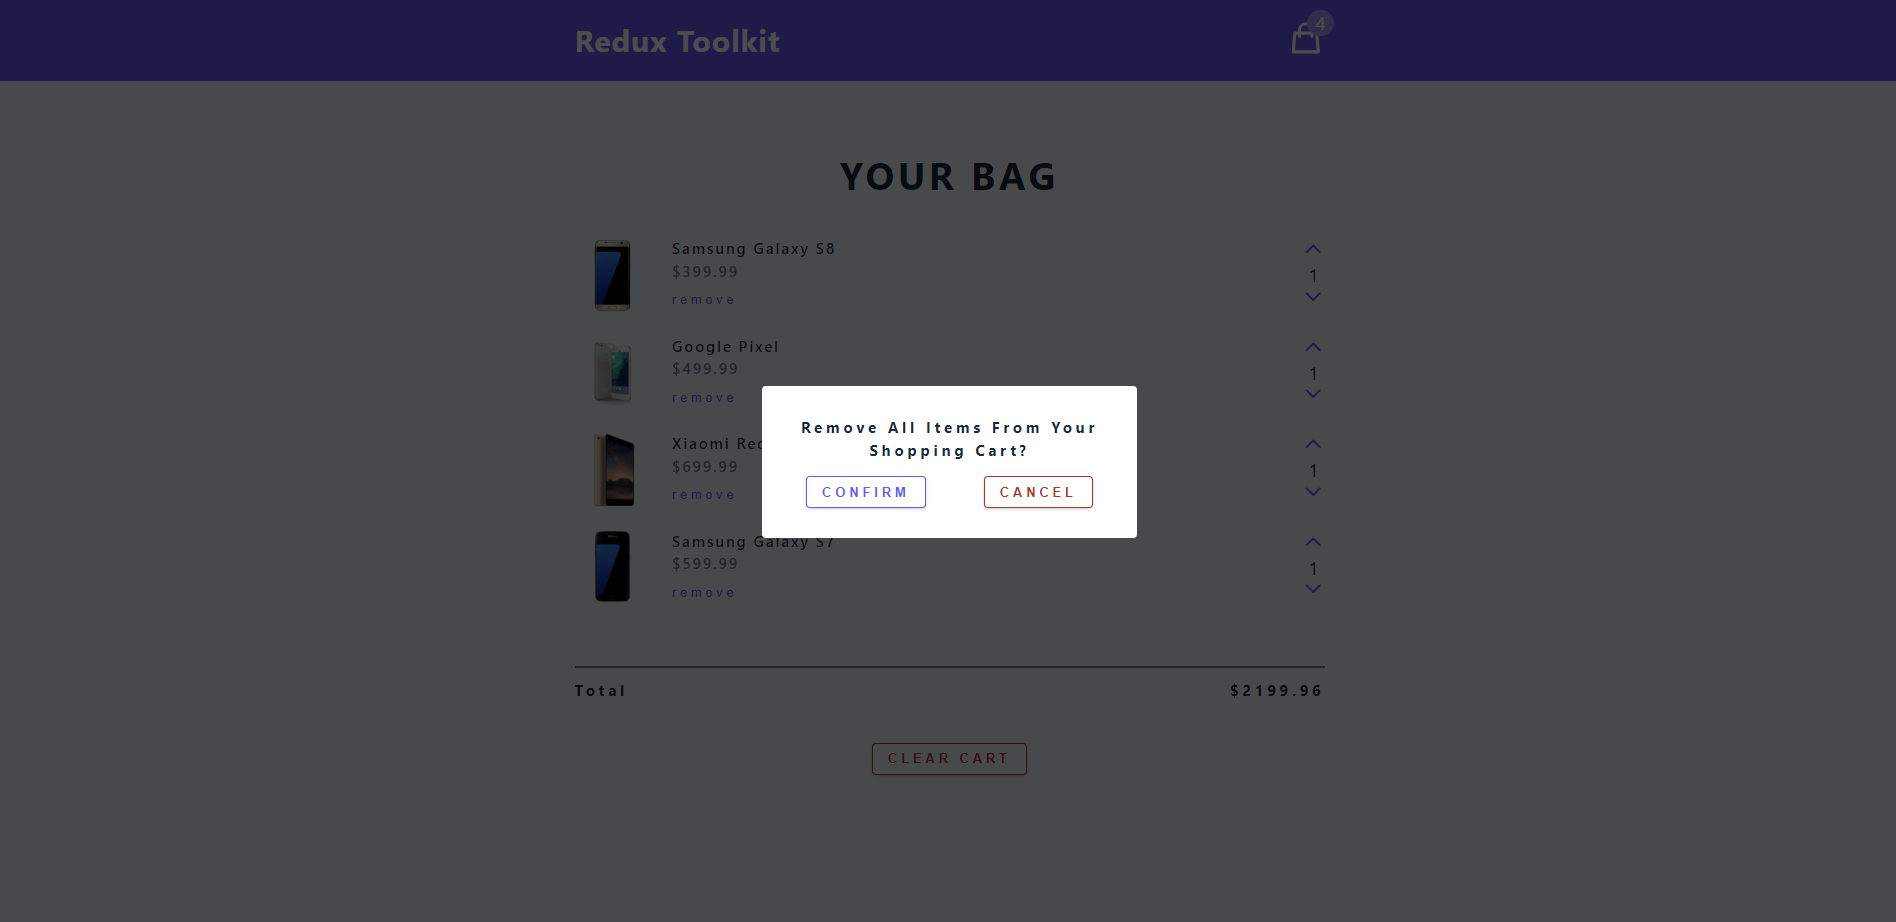 Redux Toolkit
4
YOUR BAG
Samsung Galaxy S8
$399.99
remove
1
Google Pixel
$499.99
remove
1
Xiaomi
$699.99
remove
1
Samsung Galaxy S7
$599.99
remove
1
Remove All Items From Your
Shopping Cart?
CONFIRM
CANCEL
Total
$2199.96
CLEAR CART